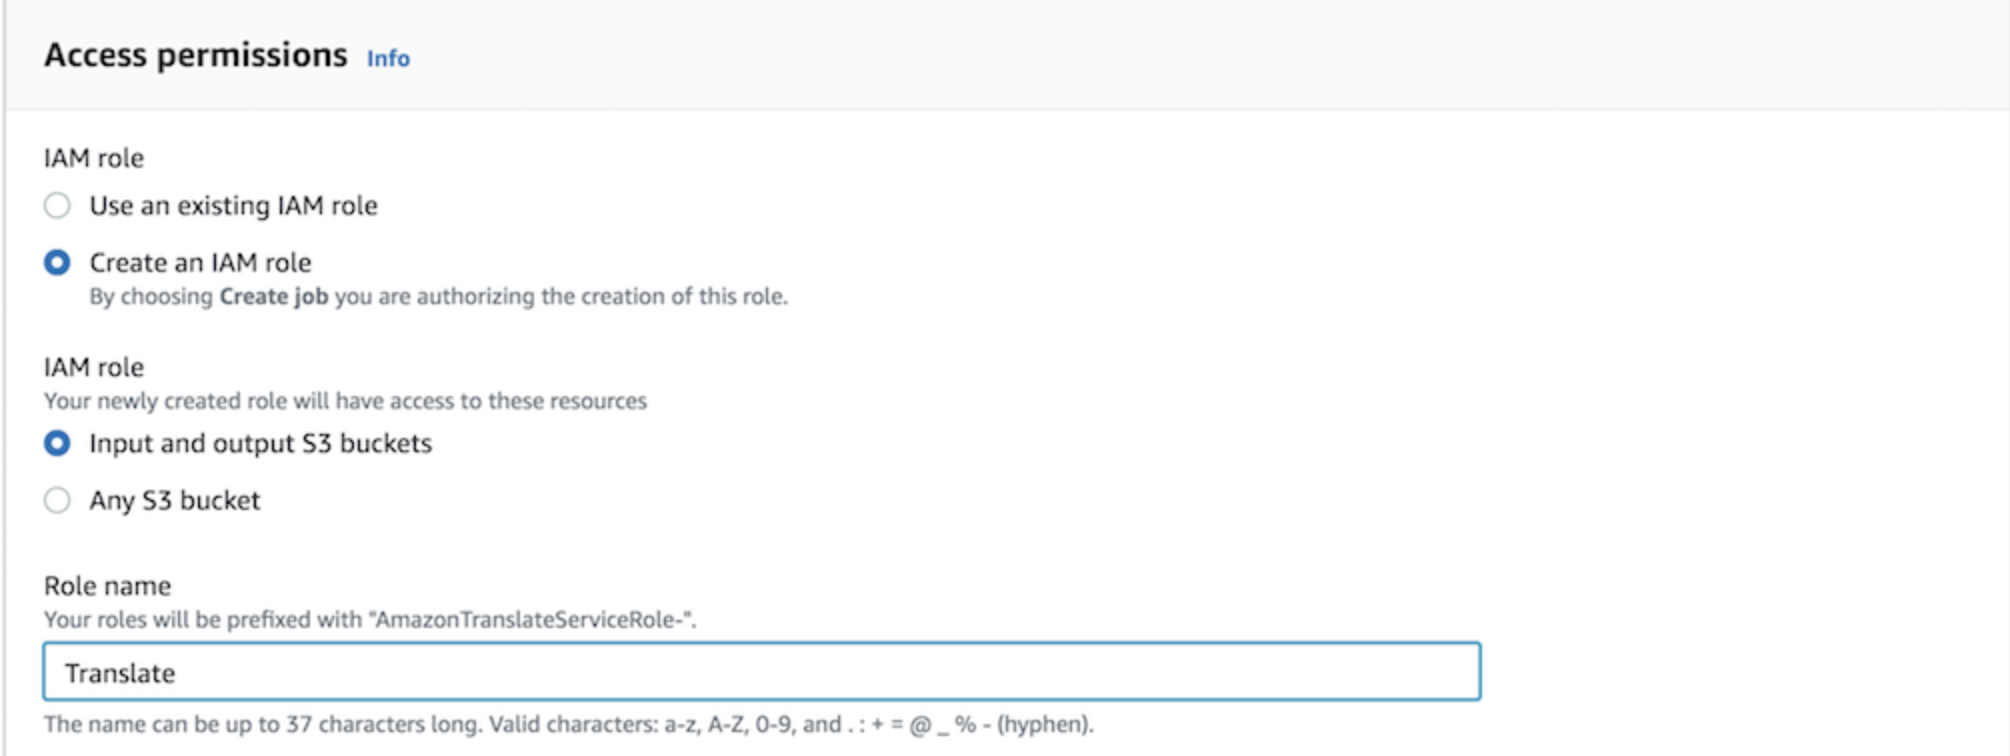 Access permissions Info
IAM role
Use an existing IAM role
Create an IAM role
By choosing Create job you are authorizing the creation of this role.
IAM role
Your newly created role will have access to these resources
Input and output S3 buckets
Any S3 bucket
Role name
Your roles will be prefixed with "AmazonTranslateServiceRole-".
Translate
The name can be up to 37 characters long. Valid characters: a-z, A-Z, 0-9, and . : + = @ _ % - (hyphen).